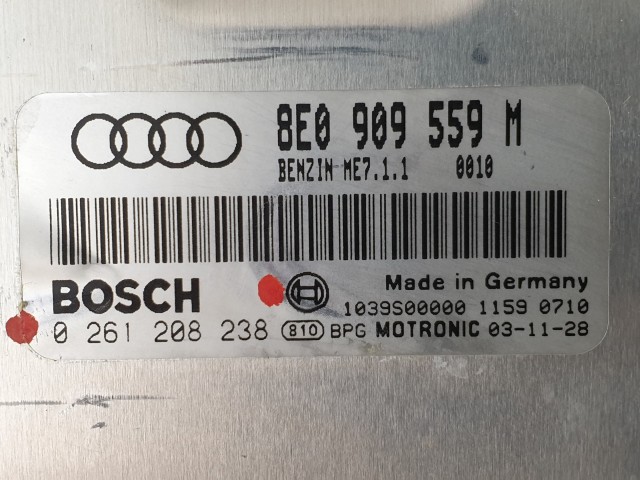 8E0 909 559 M
BENZIN ME7.1.1 0010
BOSCH
Made in Germany
1039S00000 1159 0710
0 261 208 238 810 BPG MOTRONIC 03-11-28